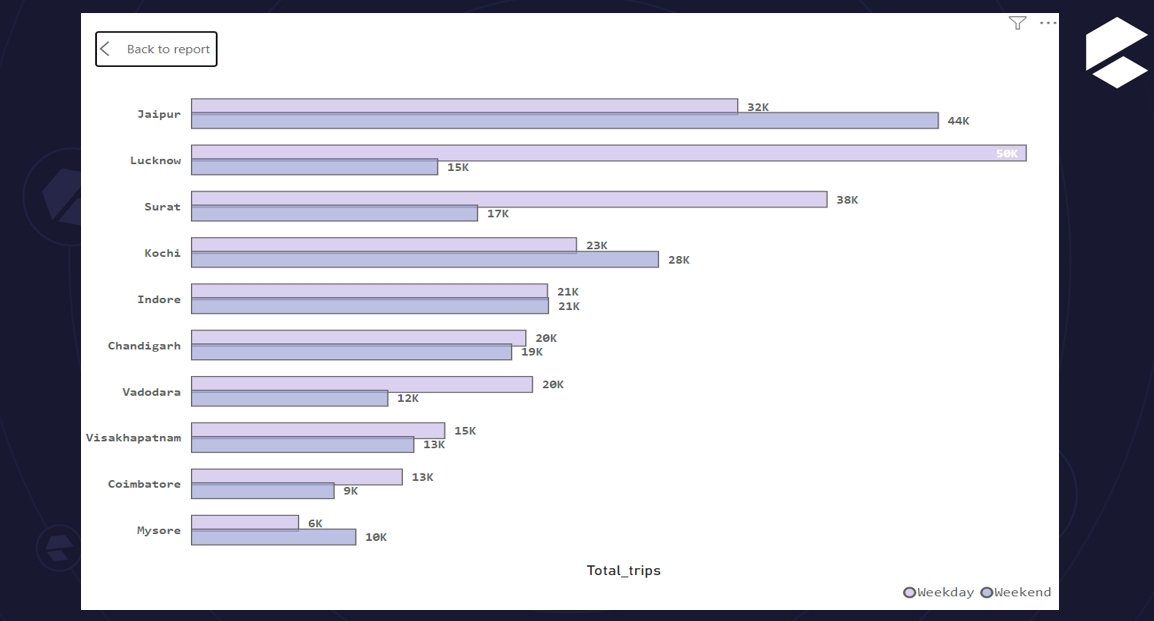 Back to report
Jaipur 32K
44K
Lucknow 50K
15K
Surat 38K
17K
Kochi 23K
28K
Indore 21K
21K
Chandigarh 20K
19K
Vadodara 20K
12K
Visakhapatnam 15K
13K
Coimbatore 13K
9K
Mysore 6K
10K
Total_trips
Weekday Weekend